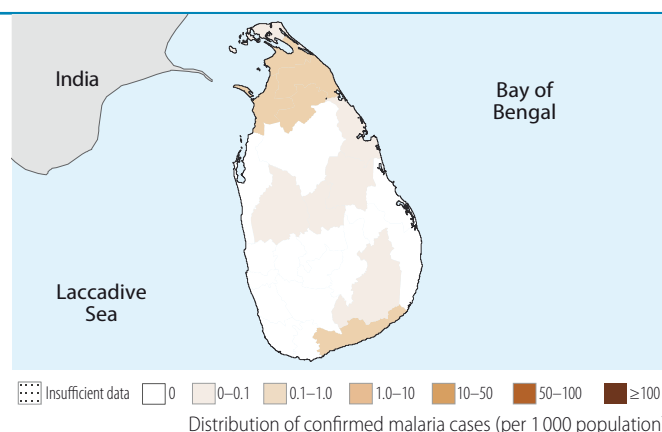 India
Bay of
Bengal
Laccadive
Sea
Insufficient data 0 0–0.1 0.1–1.0 1.0–10 10–50 50–100 ≥100
Distribution of confirmed malaria cases (per 1 000 population